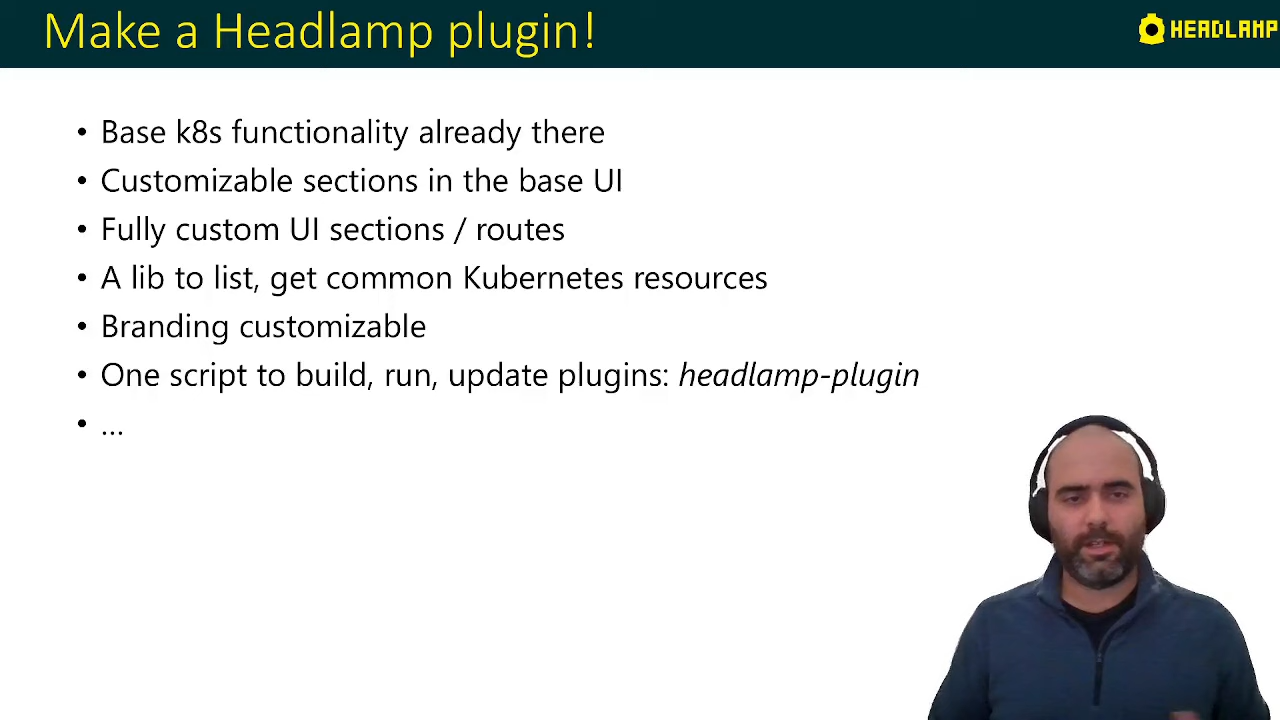 Make a Headlamp plugin!
HEADLAMP
• Base k8s functionality already there
• Customizable sections in the base UI
• Fully custom UI sections / routes
• A lib to list, get common Kubernetes resources
• Branding customizable
• One script to build, run, update plugins: headlamp-plugin
• ...